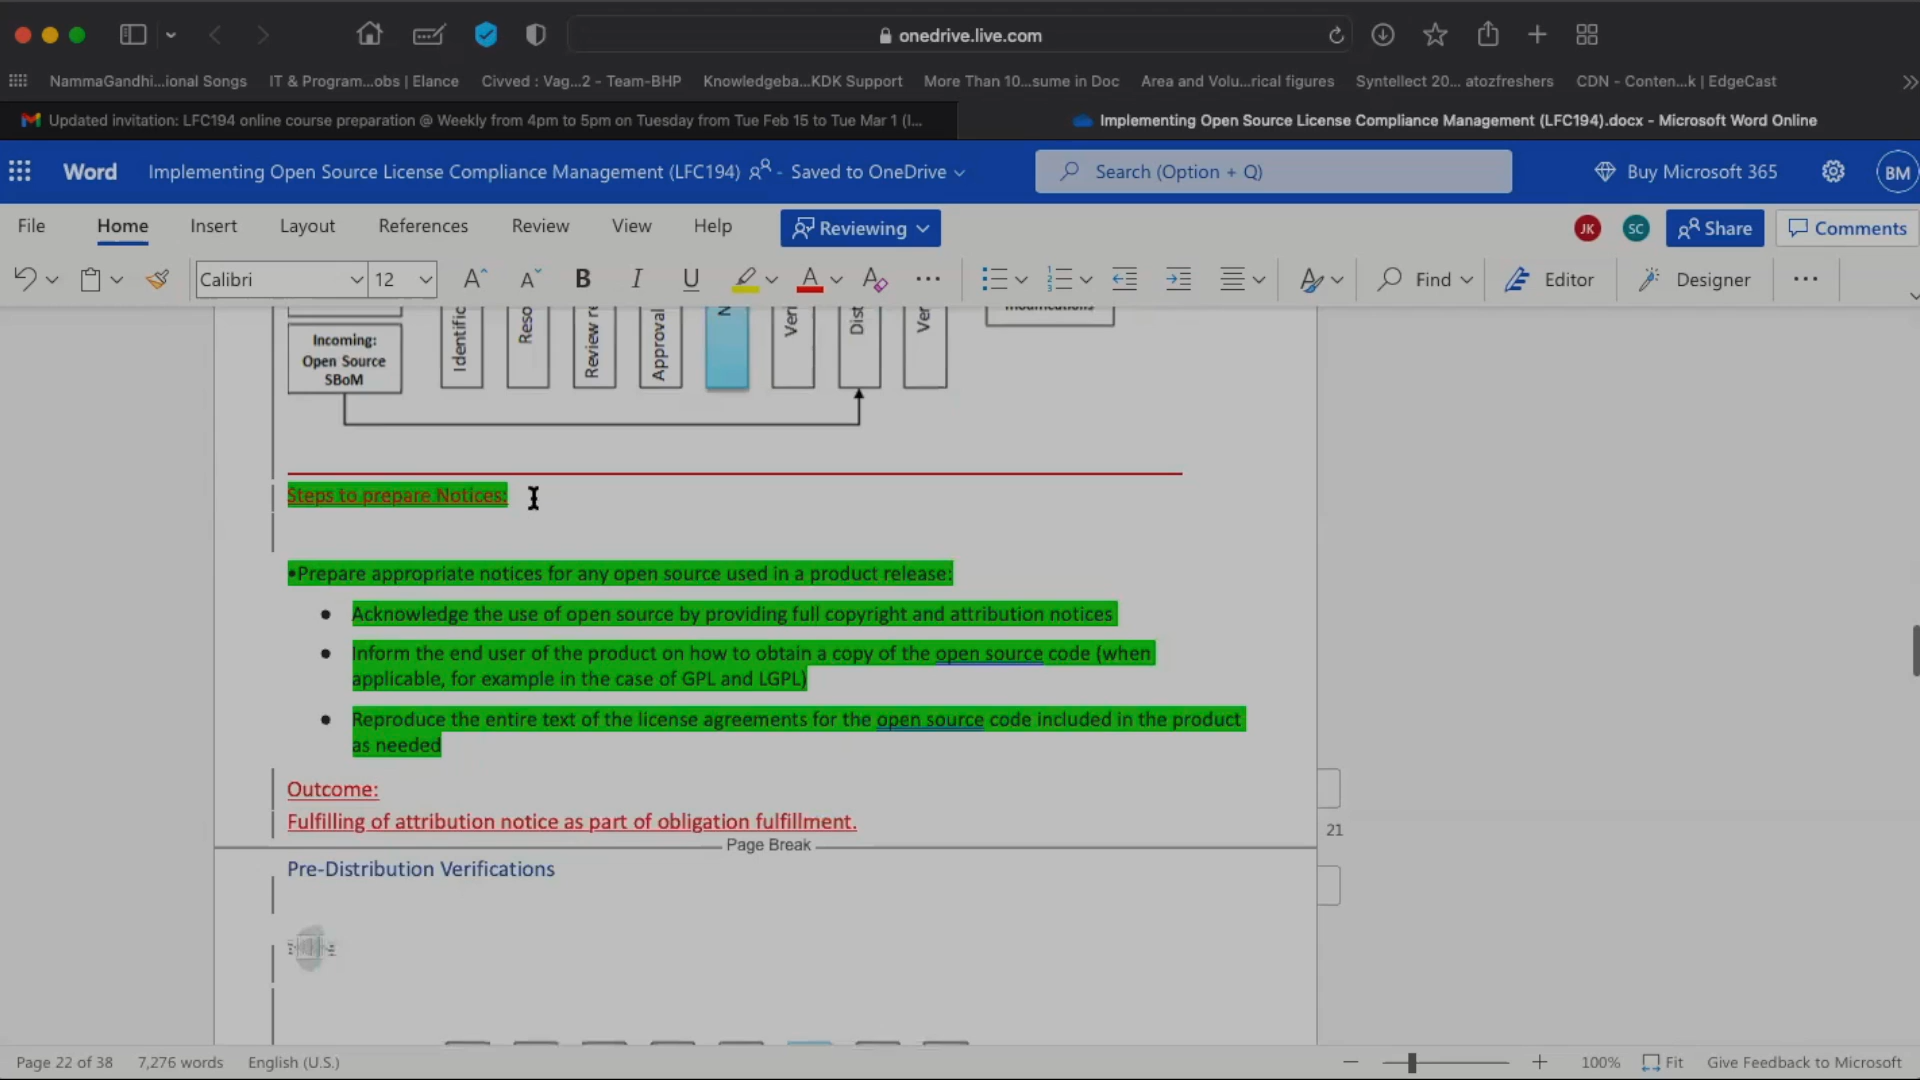 onedrive.live.com
NammaGandhi...ional Songs IT & Program...obs | Elance Civved : Vag...2 - Team-BHP Knowledgeba...KDK Support More Than 10...sume in Doc Area and Volu...rical figures Syntellect 20... atozfreshers CDN - Conten...k | EdgeCast
Updated invitation: LFC194 online course preparation @ Weekly from 4pm to 5pm on Tuesday from Tue Feb 15 to Tue Mar 1 (I... Implementing Open Source License Compliance Management (LFC194).docx - Microsoft Word Online
Word Implementing Open Source License Compliance Management (LFC194) - Saved to OneDrive Search (Option + Q) Buy Microsoft 365 BM
File Home Insert Layout References Review View Help Reviewing JK SC Share Comments
Calibri 12 Find Editor Designer
Incoming:
Open Source
SBoM
Identific
Reso
Review r
Approval
N
Veri
Dist
Ver
modifications
Steps to prepare Notices:
•Prepare appropriate notices for any open source used in a product release:
● Acknowledge the use of open source by providing full copyright and attribution notices
● Inform the end user of the product on how to obtain a copy of the open source code (when
applicable, for example in the case of GPL and LGPL)
● Reproduce the entire text of the license agreements for the open source code included in the product
as needed
Outcome:
Fulfilling of attribution notice as part of obligation fulfillment.
21
Page Break
Pre-Distribution Verifications
Page 22 of 38 7,276 words English (U.S.) 100% Fit Give Feedback to Microsoft